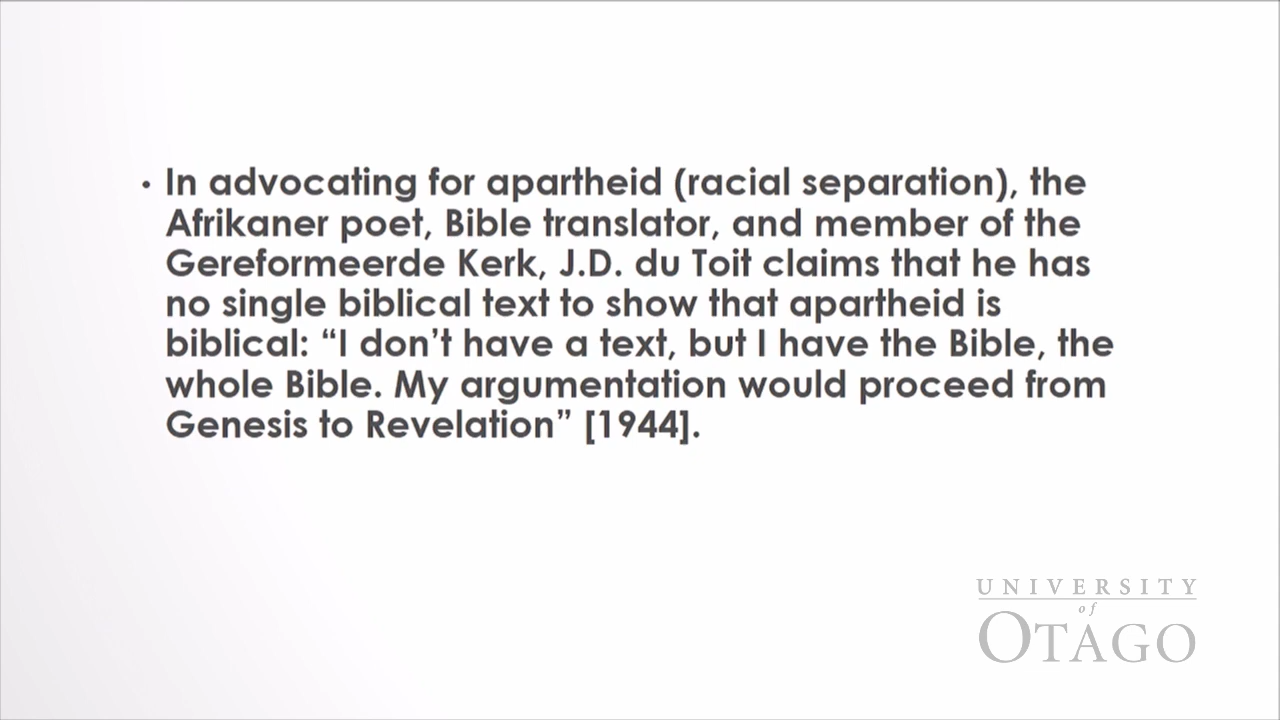 • In advocating for apartheid (racial separation), the
Afrikaner poet, Bible translator, and member of the
Gereformeerde Kerk, J.D. du Toit claims that he has
no single biblical text to show that apartheid is
biblical: “I don’t have a text, but I have the Bible, the
whole Bible. My argumentation would proceed from
Genesis to Revelation” [1944].
UNIVERSITY
of
OTAGO